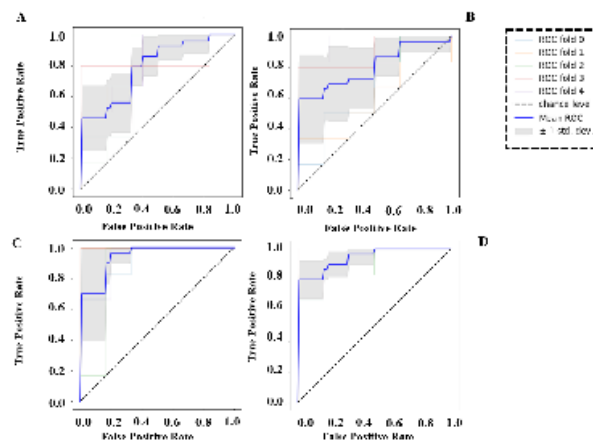 A
B
True Positive Rate
1.0
0.8
0.6
0.4
0.2
0.0
0.0 0.2 0.4 0.6 0.8 1.0
False Positive Rate
True Positive Rate
1.0
0.8
0.6
0.4
0.2
0.0
0.0 0.2 0.4 0.6 0.8 1.0
False Positive Rate
ROC fold 0
ROC fold 1
ROC fold 2
ROC fold 3
ROC fold 4
chance level
Mean ROC
± 1 std. dev.
C
D
True Positive Rate
1.0
0.8
0.6
0.4
0.2
0.0
0.0 0.2 0.4 0.6 0.8 1.0
False Positive Rate
True Positive Rate
1.0
0.8
0.6
0.4
0.2
0.0
0.0 0.2 0.4 0.6 0.8 1.0
False Positive Rate